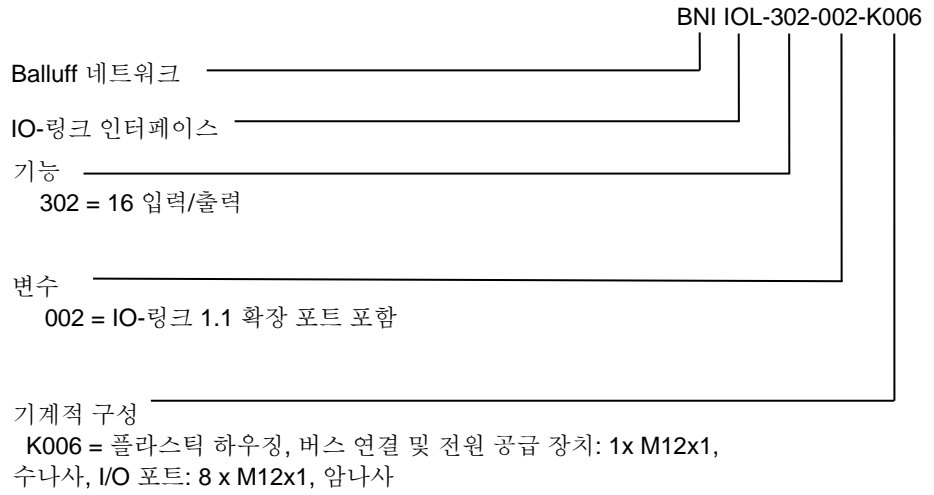 BNI IOL-302-002-K006
Balluff 네트워크
IO-링크 인터페이스
기능
302 = 16 입력/출력
변수
002 = IO-링크 1.1 확장 포트 포함
기계적 구성
K006 = 플라스틱 하우징, 버스 연결 및 전원 공급 장치: 1x M12x1,
수나사, I/O 포트: 8 x M12x1, 암나사